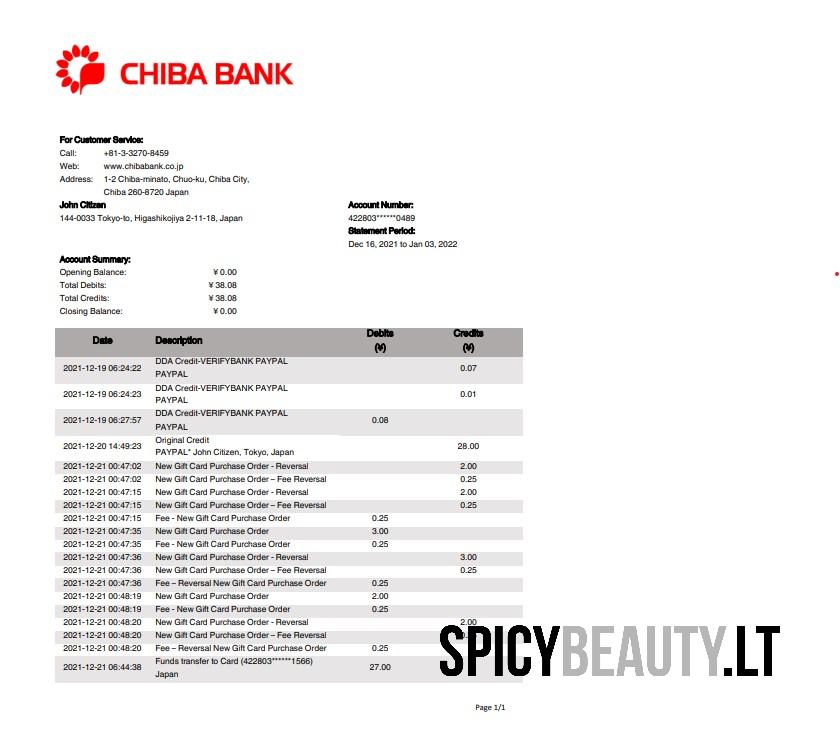 CHIBA BANK
For Customer Service:
Call: +81-3-3270-8459
Web: www.chibabank.co.jp
Address: 1-2 Chiba-minato, Chuo-ku, Chiba City,
Chiba 260-8720 Japan
John Citizen Account Number:
144-0033 Tokyo-to, Higashikojiya 2-11-18, Japan 422803******0489
Statement Period:
Dec 16, 2021 to Jan 03, 2022
Account Summary:
Opening Balance: ¥ 0.00
Total Debits: ¥ 38.08
Total Credits: ¥ 38.08
Closing Balance: ¥ 0.00
Date Description Debits (¥) Credits (¥)
2021-12-19 06:24:22 DDA Credit-VERIFYBANK PAYPAL 0.07
PAYPAL
2021-12-19 06:24:23 DDA Credit-VERIFYBANK PAYPAL 0.01
PAYPAL
2021-12-19 06:27:57 DDA Credit-VERIFYBANK PAYPAL 0.08
PAYPAL
2021-12-20 14:49:23 Original Credit 28.00
PAYPAL* John Citizen, Tokyo, Japan
2021-12-21 00:47:02 New Gift Card Purchase Order - Reversal 2.00
2021-12-21 00:47:02 New Gift Card Purchase Order – Fee Reversal 0.25
2021-12-21 00:47:15 New Gift Card Purchase Order - Reversal 2.00
2021-12-21 00:47:15 New Gift Card Purchase Order – Fee Reversal 0.25
2021-12-21 00:47:15 Fee - New Gift Card Purchase Order 0.25
2021-12-21 00:47:35 New Gift Card Purchase Order 3.00
2021-12-21 00:47:35 Fee - New Gift Card Purchase Order 0.25
2021-12-21 00:47:36 New Gift Card Purchase Order - Reversal 3.00
2021-12-21 00:47:36 New Gift Card Purchase Order – Fee Reversal 0.25
2021-12-21 00:47:36 Fee – Reversal New Gift Card Purchase Order 0.25
2021-12-21 00:48:19 New Gift Card Purchase Order 2.00
2021-12-21 00:48:19 Fee - New Gift Card Purchase Order 0.25
2021-12-21 00:48:20 New Gift Card Purchase Order - Reversal 2.00
2021-12-21 00:48:20 New Gift Card Purchase Order – Fee Reversal
2021-12-21 00:48:20 Fee – Reversal New Gift Card Purchase Order 0.25
2021-12-21 06:44:38 Funds transfer to Card (422803******1566) 27.00
Japan
SPICYBEAUTY.LT
Page 1/1